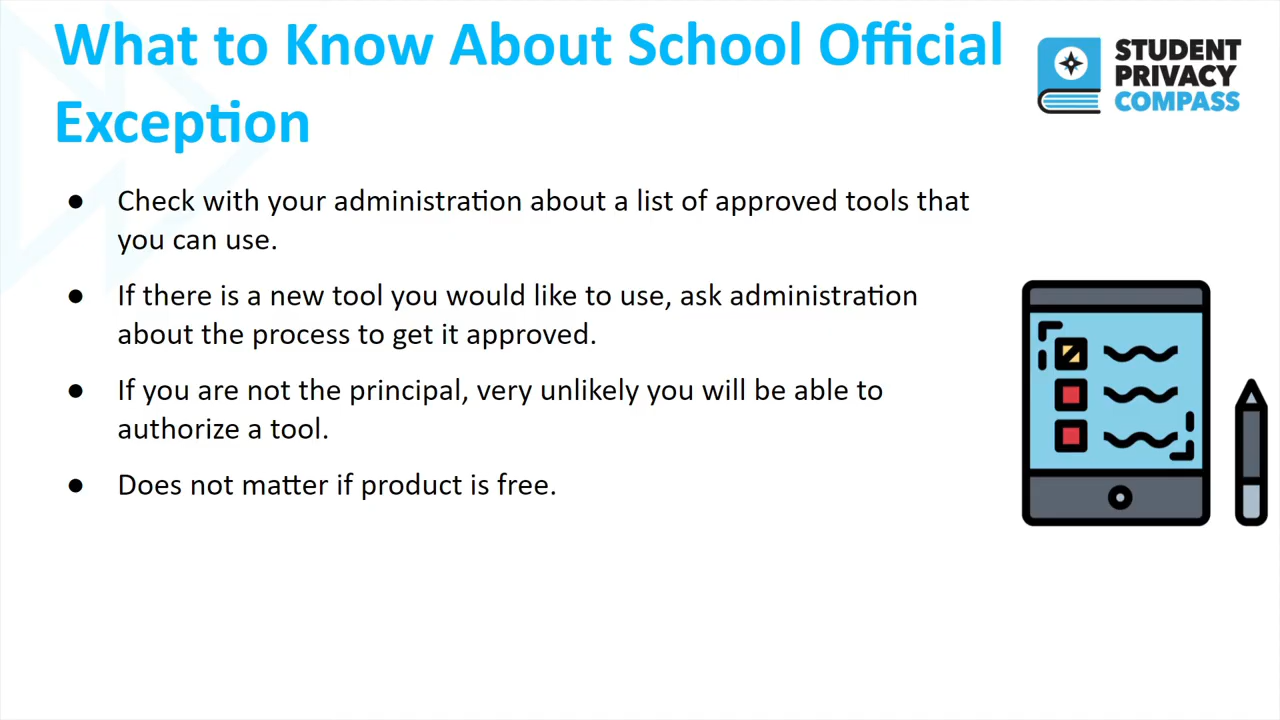 What to Know About School Official
Exception
STUDENT
PRIVACY
COMPASS
● Check with your administration about a list of approved tools that
you can use.
● If there is a new tool you would like to use, ask administration
about the process to get it approved.
● If you are not the principal, very unlikely you will be able to
authorize a tool.
● Does not matter if product is free.